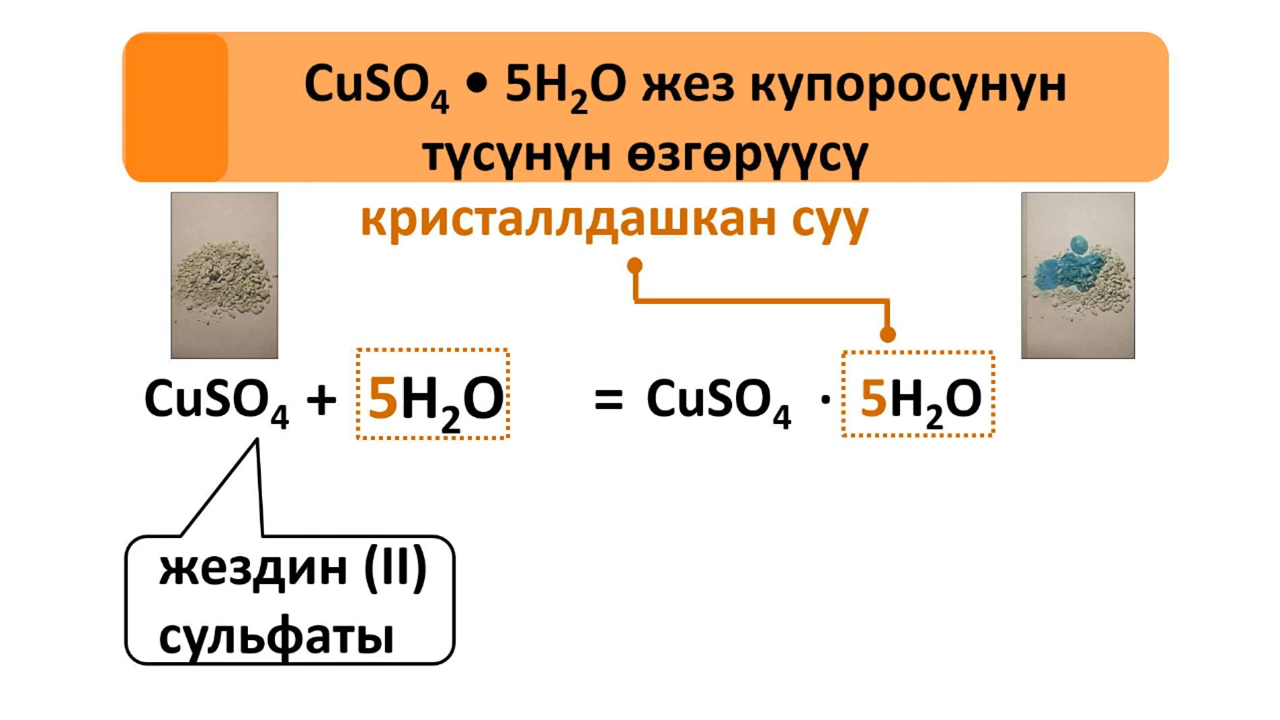 CuSO₄ • 5H₂O жез купоросунун
түсүнүн өзгөрүүсү
кристаллдашкан суу
CuSO₄ + 5H₂O = CuSO₄ · 5H₂O
жездин (II)
сульфаты